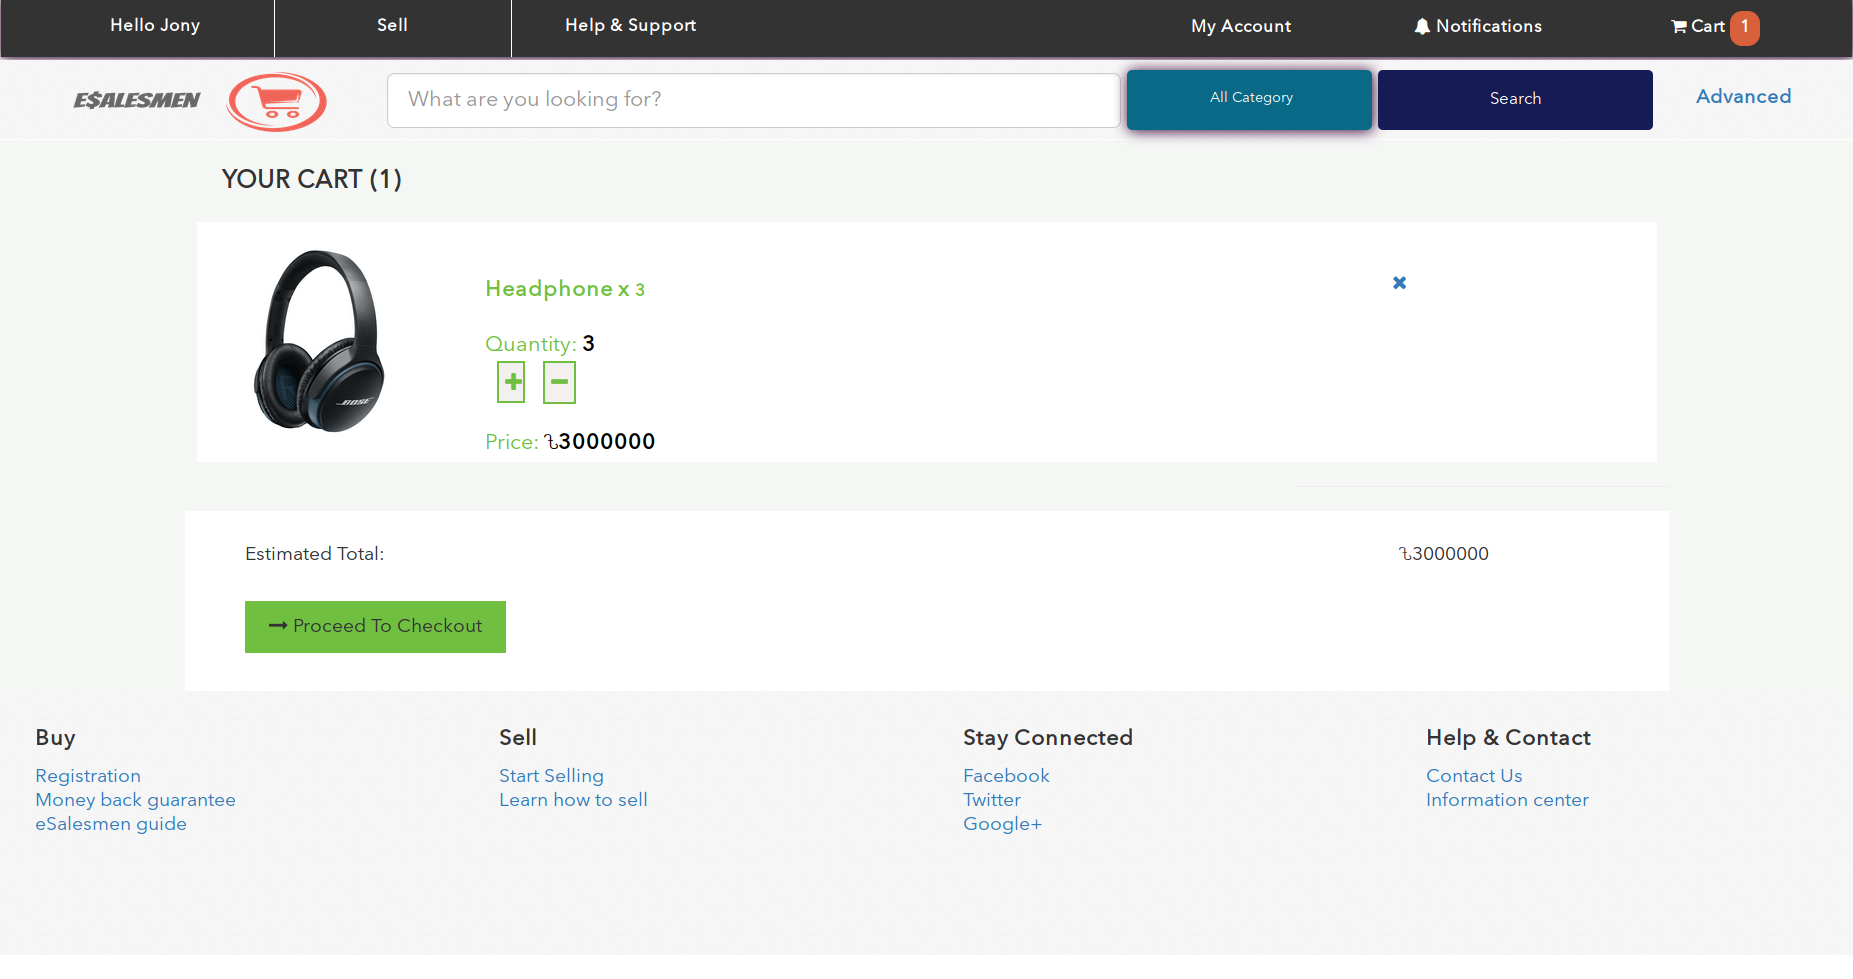 Hello Jony
Sell
Help & Support
My Account
Notifications
Cart 1
E$ALESMEN
What are you looking for?
All Category
Search
Advanced
YOUR CART (1)
BOSE
Headphone x 3
Quantity: 3
Price: ৳3000000
Estimated Total:
৳3000000
Proceed To Checkout
Buy
Registration
Money back guarantee
eSalesmen guide
Sell
Start Selling
Learn how to sell
Stay Connected
Facebook
Twitter
Google+
Help & Contact
Contact Us
Information center